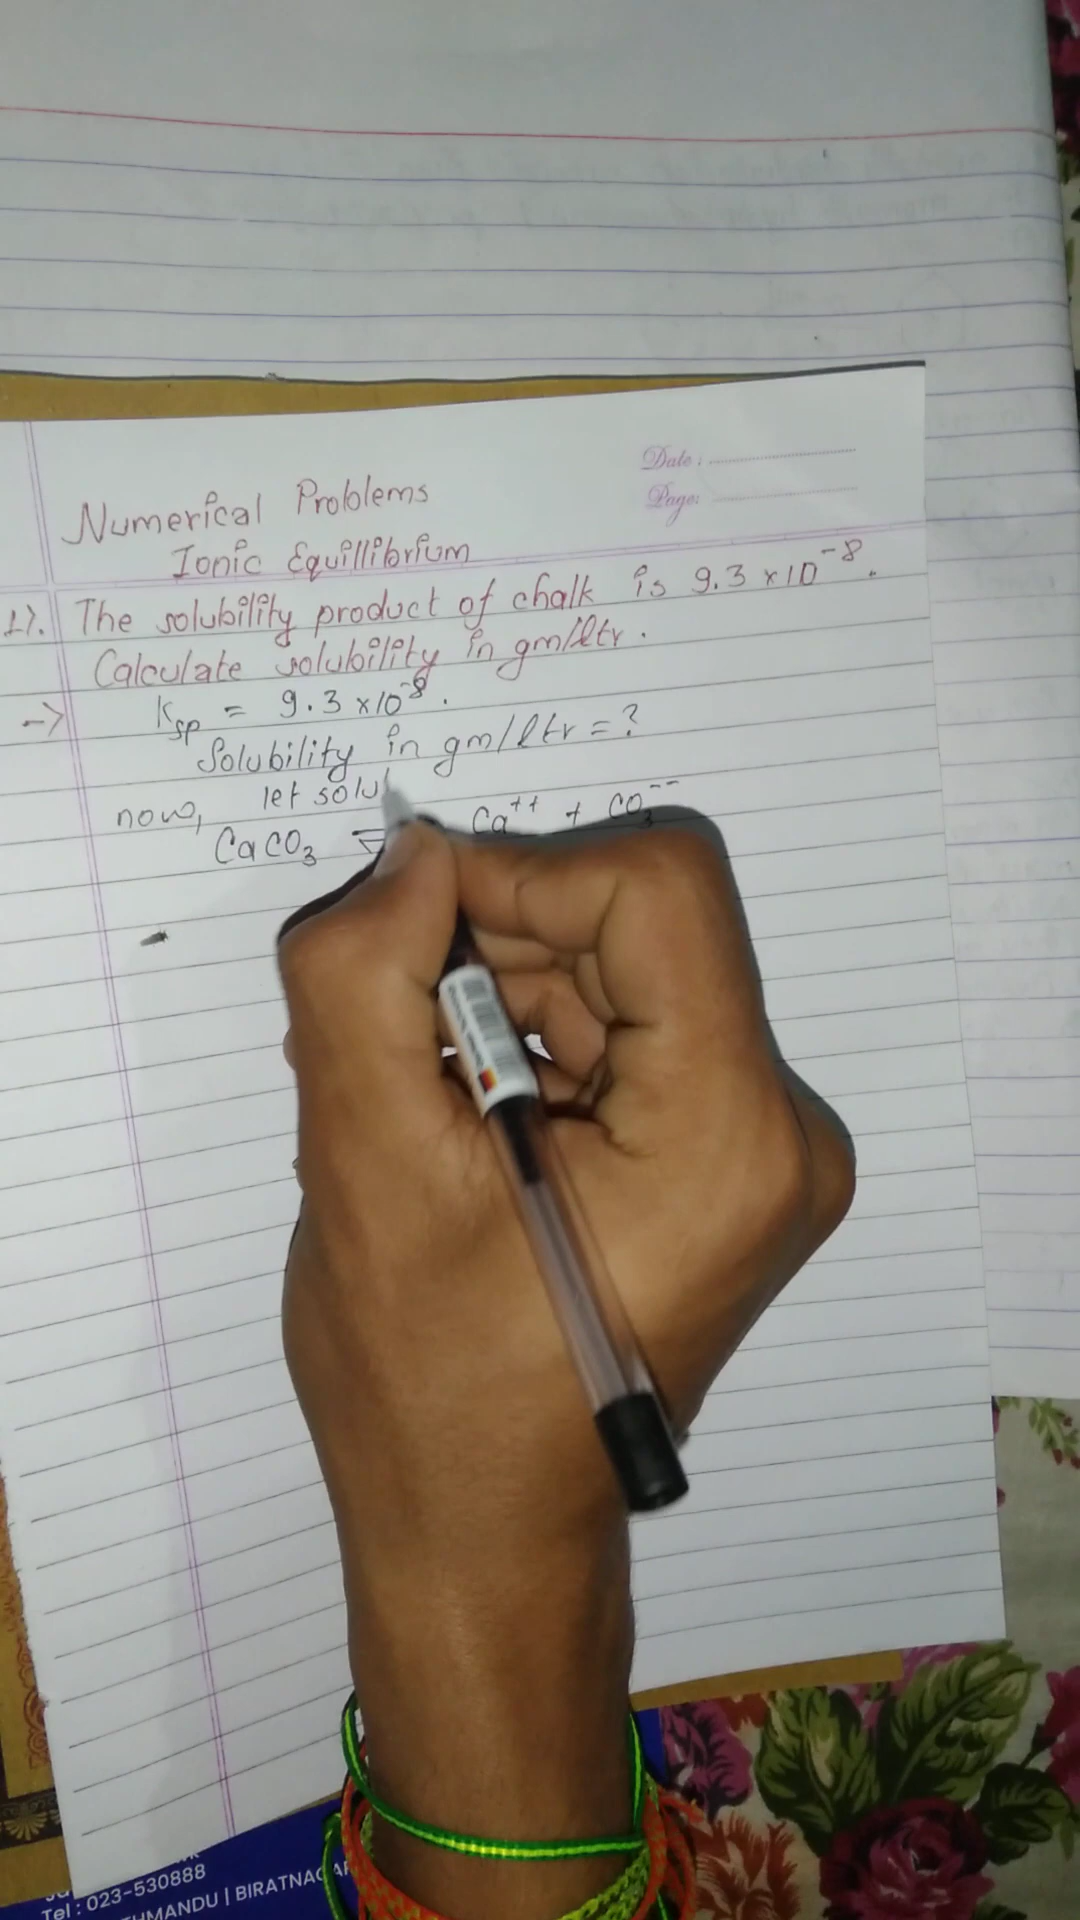 Date:
Page:
Numerical Problems
Ionic Equillibrium
1). The solubility product of chalk is 9.3 x 10⁻⁸.
Calculate solubility in gm/ltr.
-> Ksp = 9.3 x 10⁻⁸.
Solubility in gm/ltr = ?
now, let solu
CaCO₃ ⇌ Ca⁺⁺ + CO₃⁻⁻
Tel : 023-530888
HMANDU | BIRATNAGAR